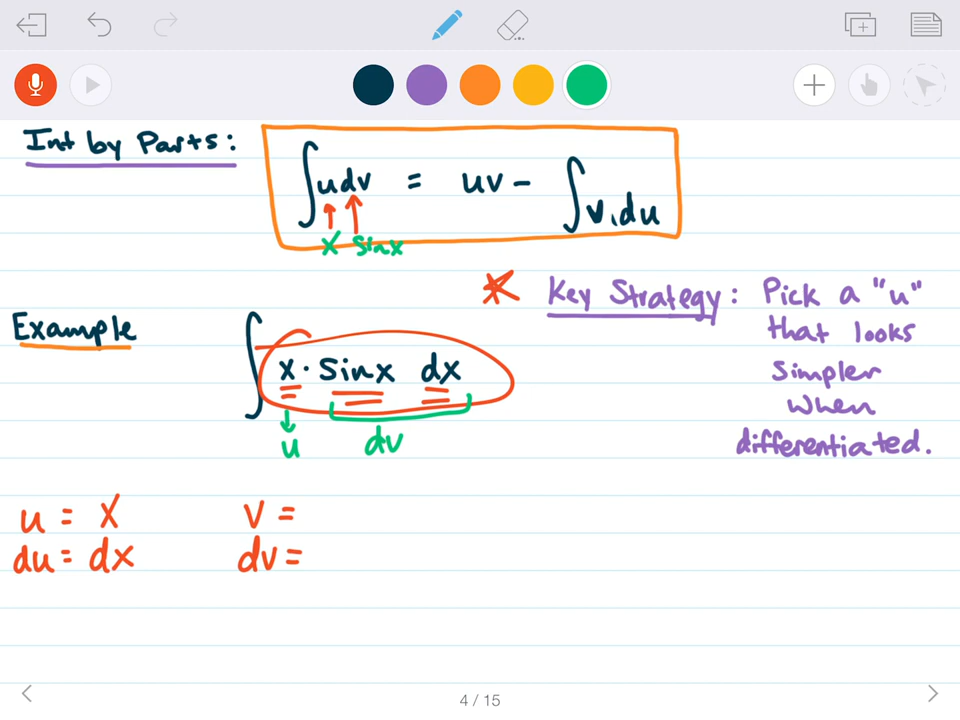 Int by Parts:
∫udv = uv - ∫v.du
x sinx
Key Strategy: Pick a "u"
that looks
simpler
when
differentiated.
Example
∫x · sinx dx
u dv
u = x v =
du = dx dv =
4 / 15